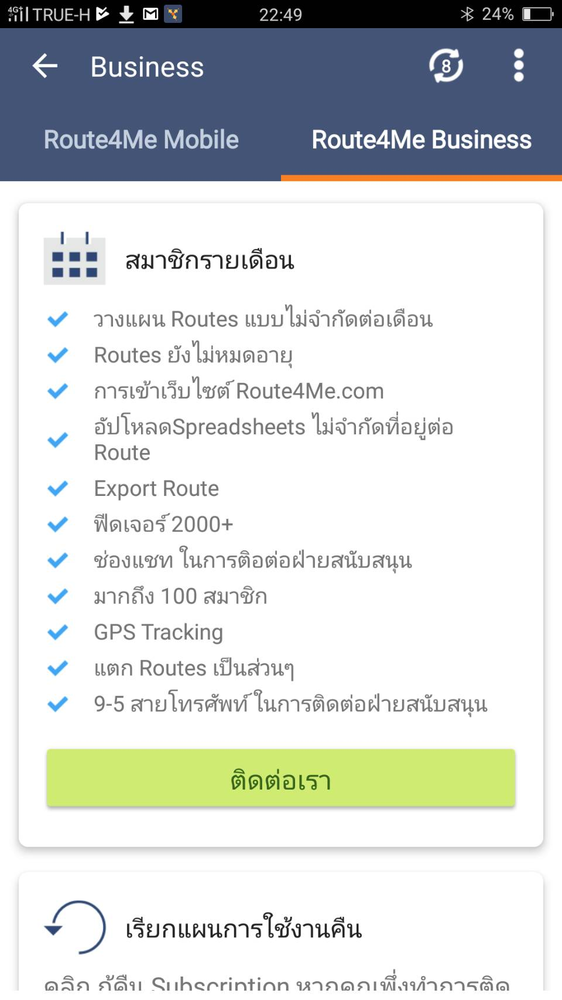 4G+ TRUE-H 22:49 24%
Business 8
Route4Me Mobile Route4Me Business
สมาชิกรายเดือน
วางแผน Routes แบบไม่จำกัดต่อเดือน
Routes ยังไม่หมดอายุ
การเข้าเว็บไซต์ Route4Me.com
อัปโหลดSpreadsheets ไม่จำกัดที่อยู่ต่อ
Route
Export Route
ฟีดเจอร์ 2000+
ช่องแชท ในการติอต่อฝ่ายสนับสนุน
มากถึง 100 สมาชิก
GPS Tracking
แตก Routes เป็นส่วนๆ
9-5 สายโทรศัพท์ ในการติดต่อฝ่ายสนับสนุน
ติดต่อเรา
เรียกแผนการใช้งานคืน
คลิก กู้คืน Subscription หากคุณเพิ่งทำการติด